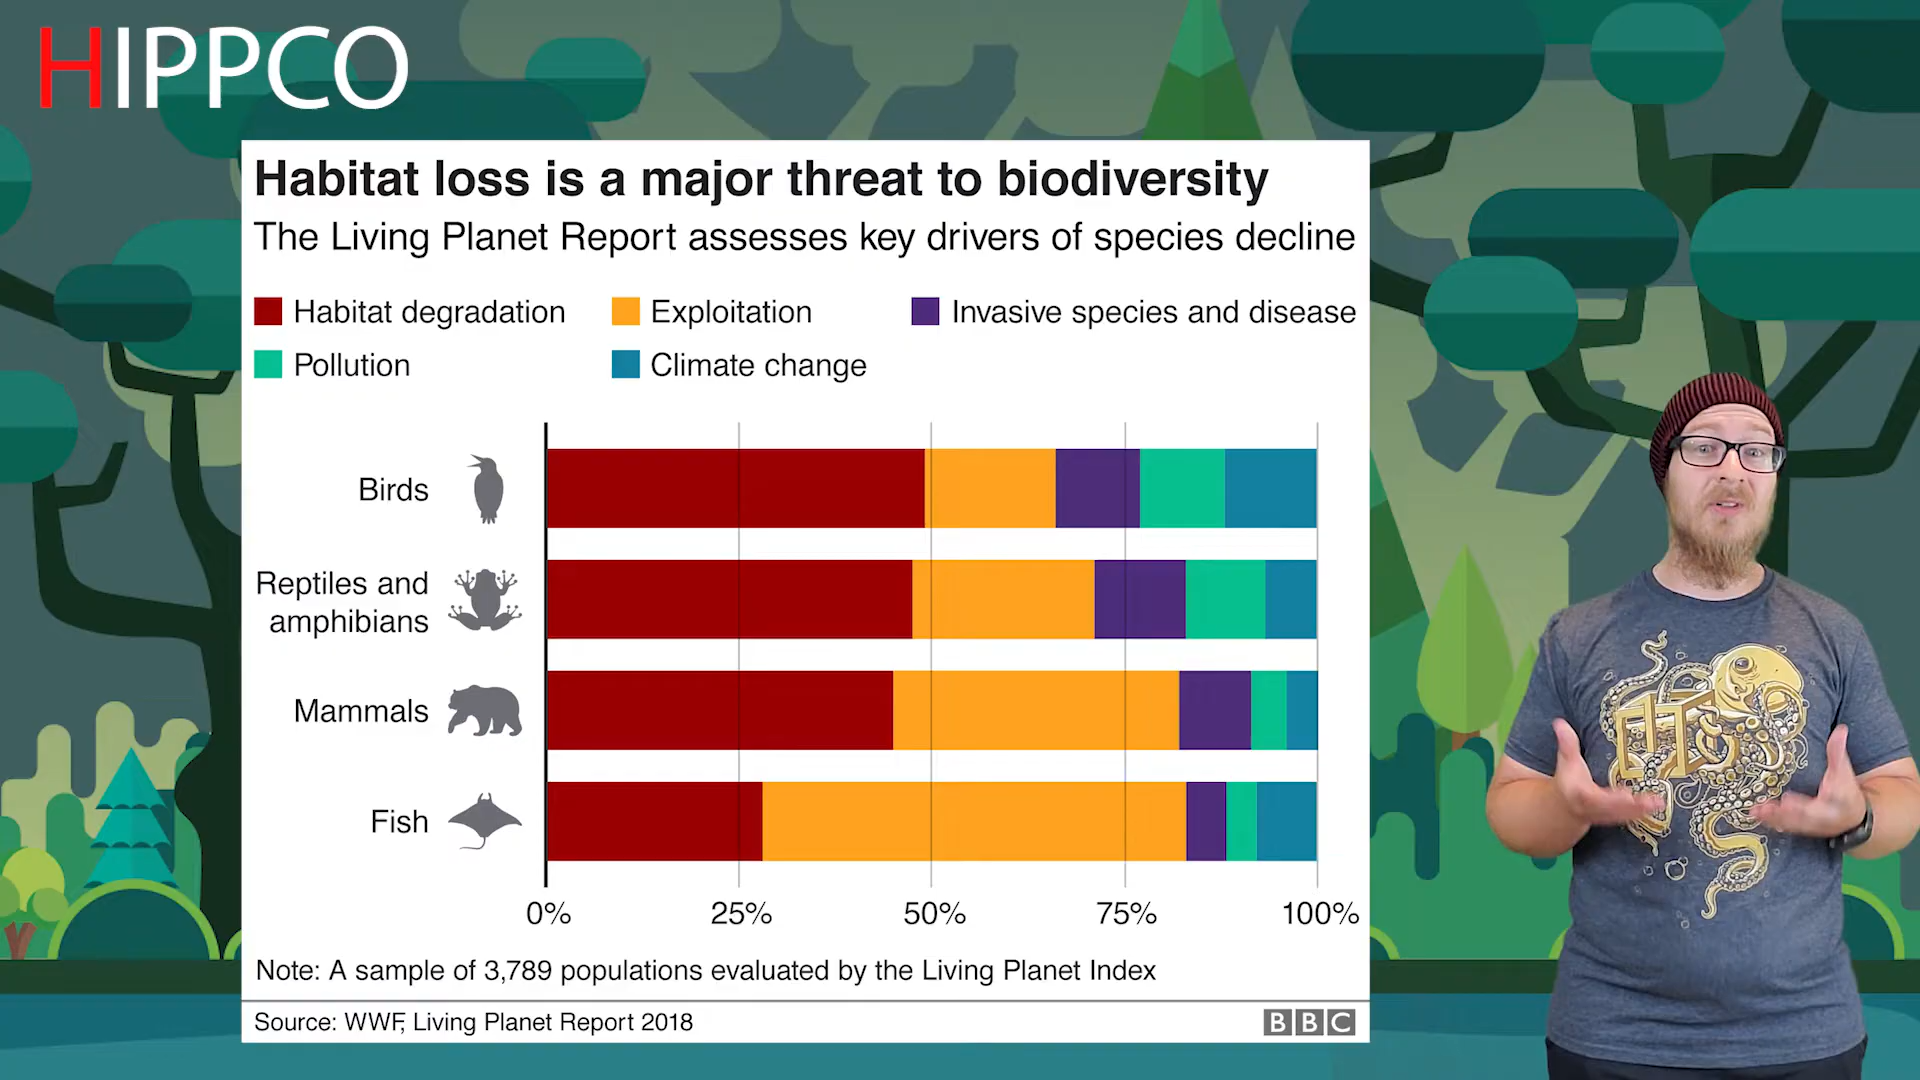 HIPPCO
Habitat loss is a major threat to biodiversity
The Living Planet Report assesses key drivers of species decline
Habitat degradation
Exploitation
Invasive species and disease
Pollution
Climate change
Birds
Reptiles and
amphibians
Mammals
Fish
0% 25% 50% 75% 100%
Note: A sample of 3,789 populations evaluated by the Living Planet Index
Source: WWF, Living Planet Report 2018
BBC